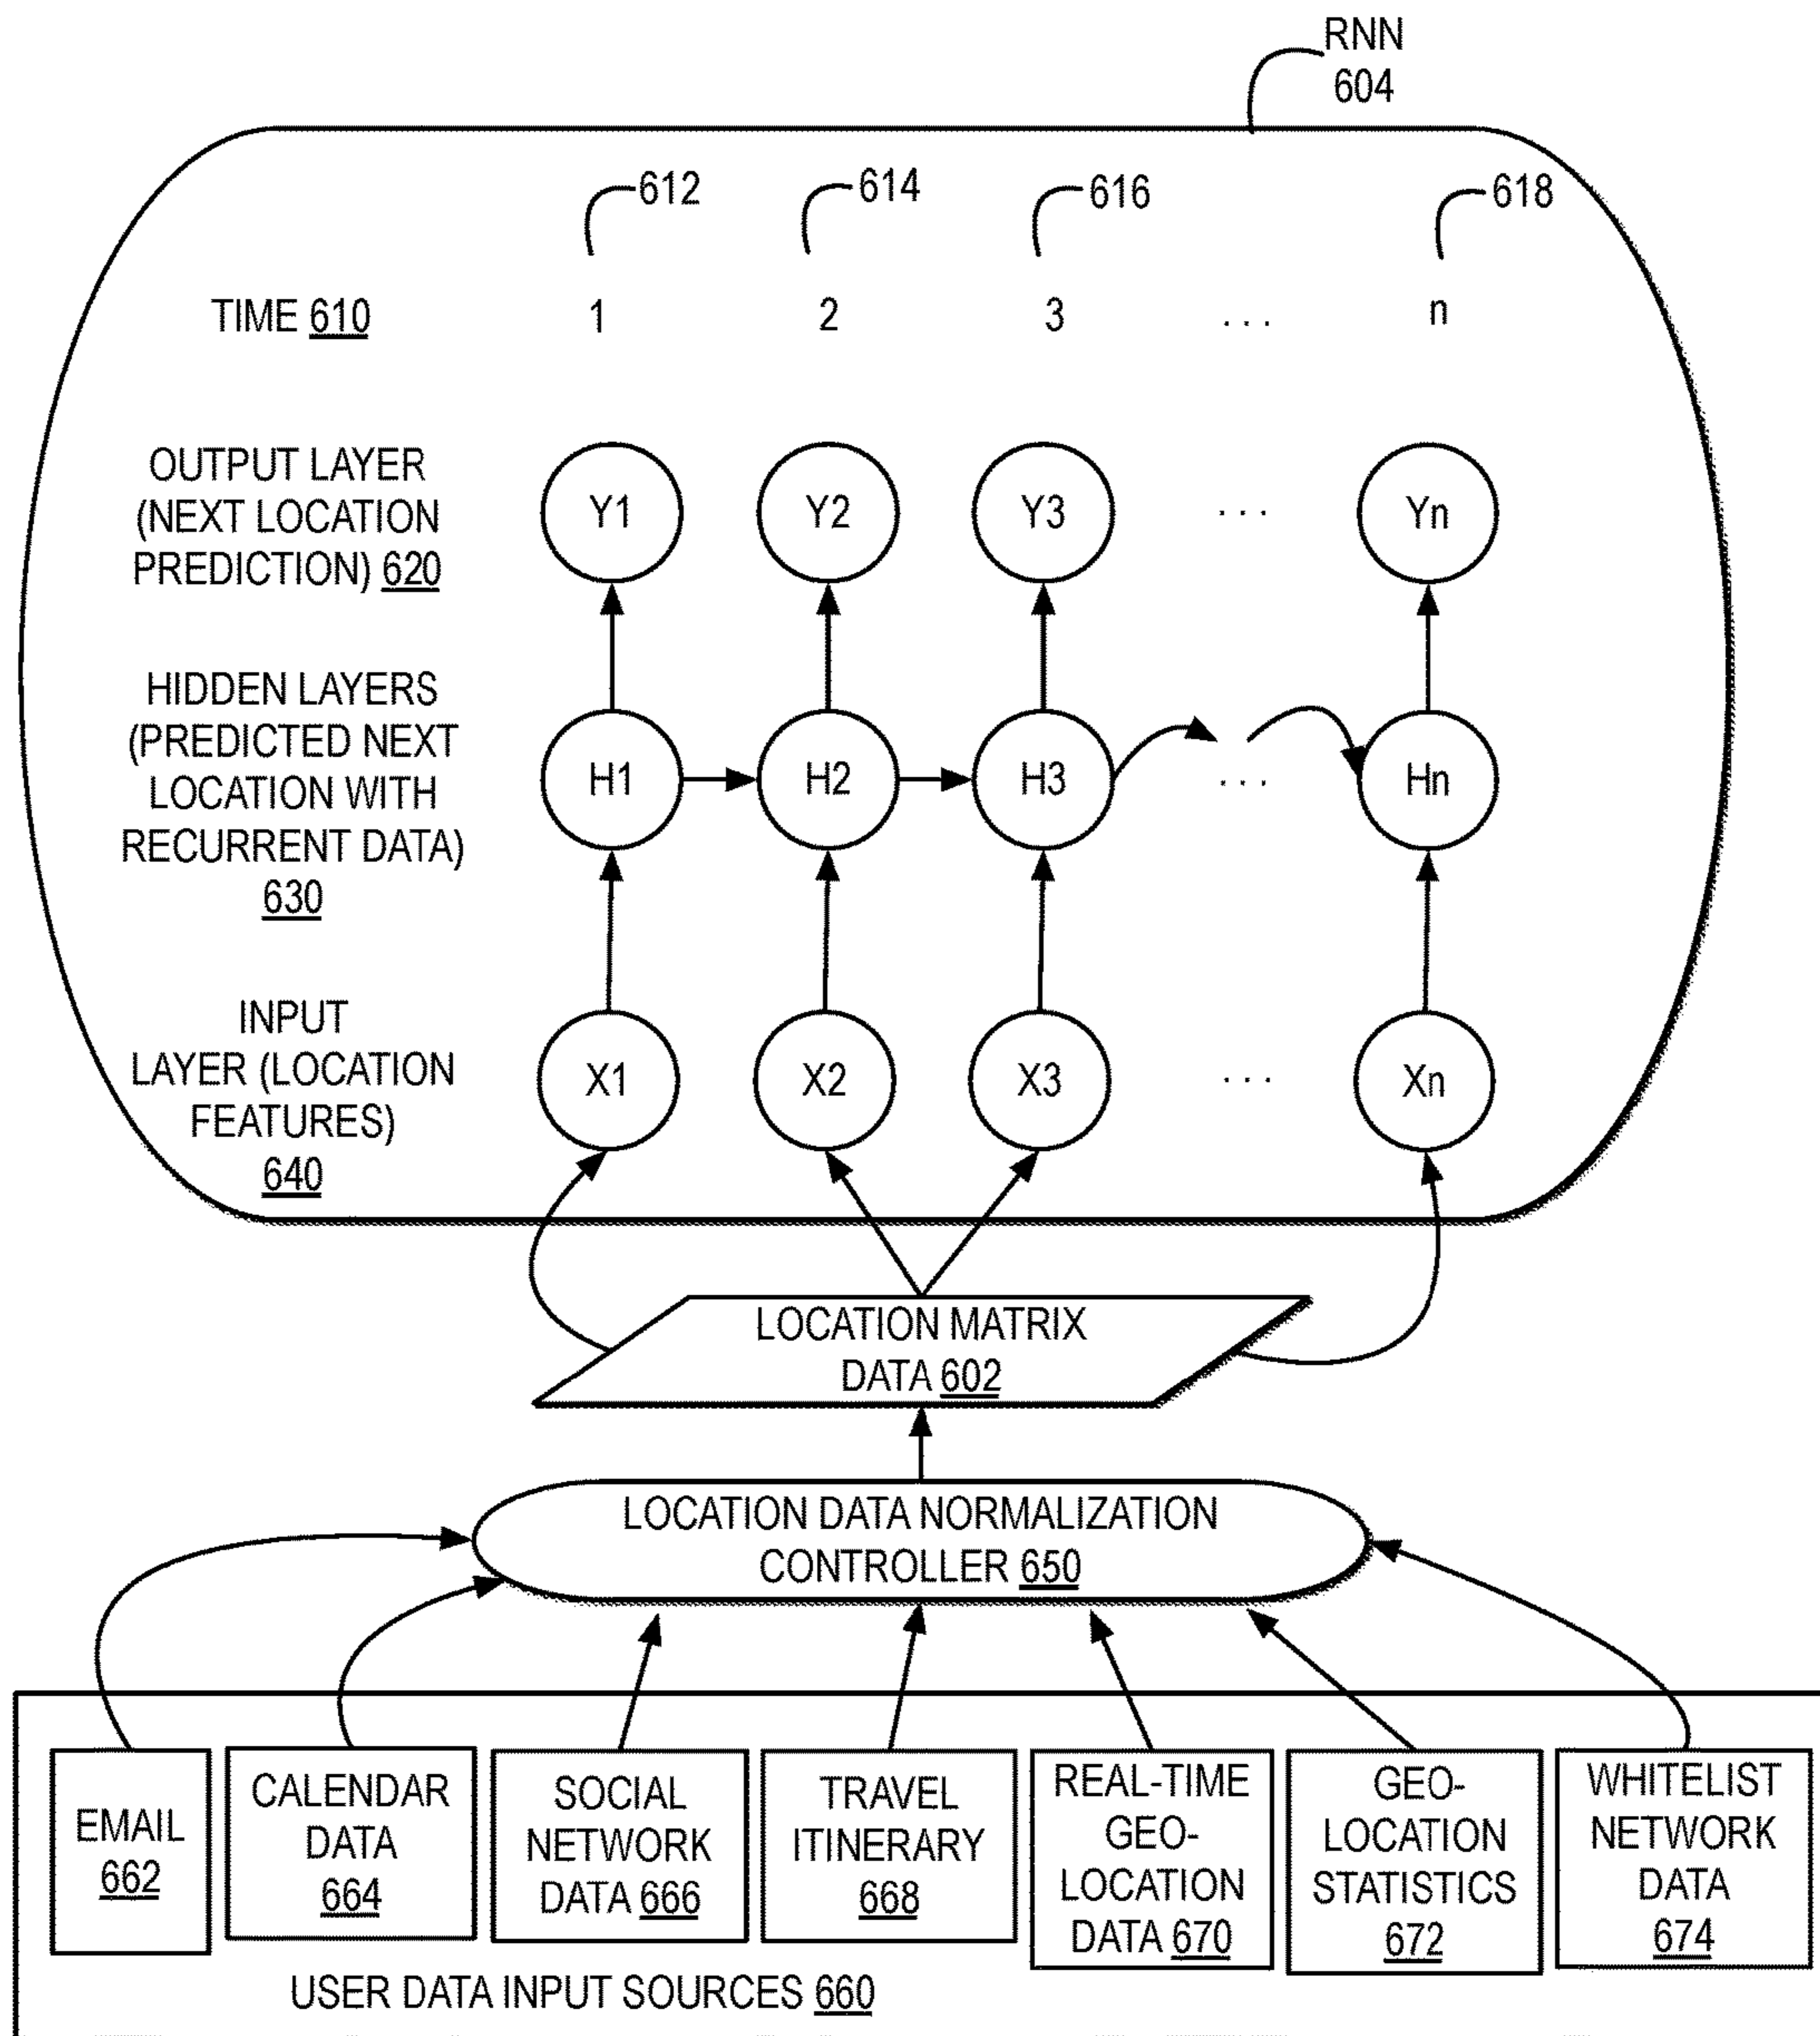 RNN
604
612
614
616
618
TIME 610
1
2
3
. . .
n
OUTPUT LAYER
(NEXT LOCATION
PREDICTION) 620
Y1
Y2
Y3
. . .
Yn
HIDDEN LAYERS
(PREDICTED NEXT
LOCATION WITH
RECURRENT DATA)
630
H1
H2
H3
. . .
. . .
Hn
INPUT
LAYER (LOCATION
FEATURES)
640
X1
X2
X3
. . .
Xn
LOCATION MATRIX
DATA 602
LOCATION DATA NORMALIZATION
CONTROLLER 650
EMAIL
662
CALENDAR
DATA
664
SOCIAL
NETWORK
DATA 666
TRAVEL
ITINERARY
668
REAL-TIME
GEO-
LOCATION
DATA 670
GEO-
LOCATION
STATISTICS
672
WHITELIST
NETWORK
DATA
674
USER DATA INPUT SOURCES 660